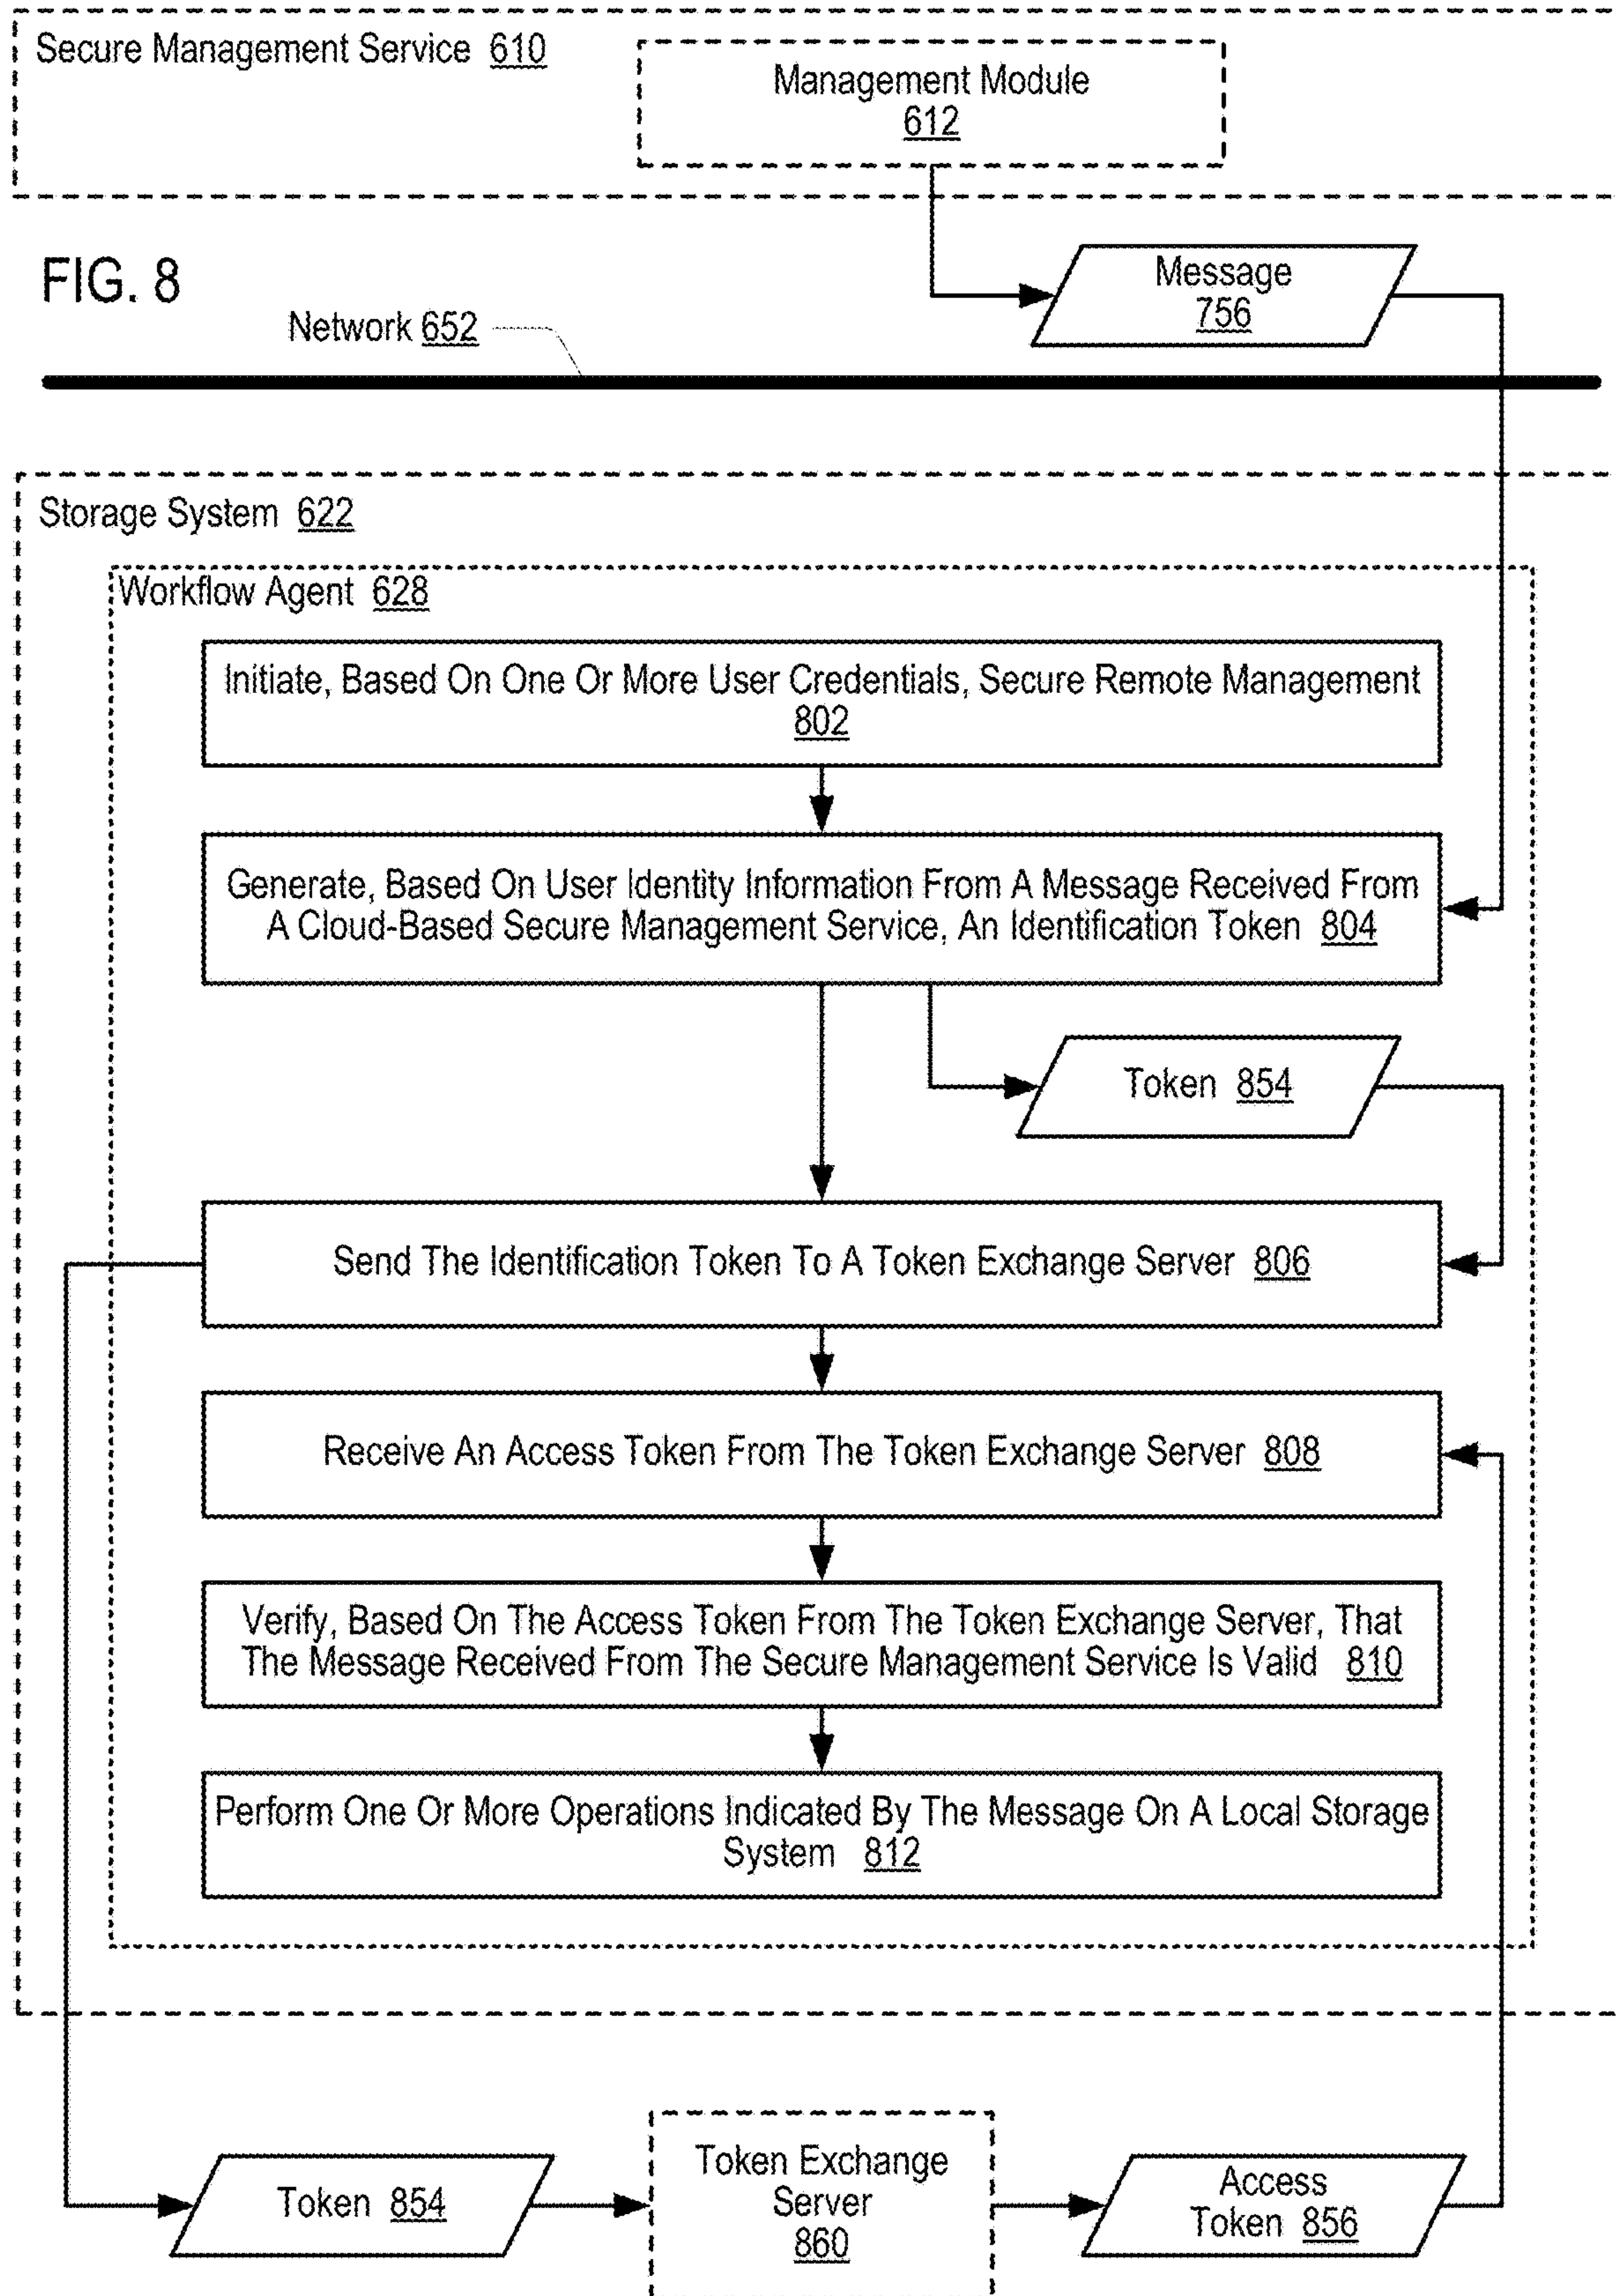 Secure Management Service 610
Management Module
612
FIG. 8
Message
756
Network 652
Storage System 622
Workflow Agent 628
Initiate, Based On One Or More User Credentials, Secure Remote Management
802
Generate, Based On User Identity Information From A Message Received From
A Cloud-Based Secure Management Service, An Identification Token 804
Token 854
Send The Identification Token To A Token Exchange Server 806
Receive An Access Token From The Token Exchange Server 808
Verify, Based On The Access Token From The Token Exchange Server, That
The Message Received From The Secure Management Service Is Valid 810
Perform One Or More Operations Indicated By The Message On A Local Storage
System 812
Token 854
Token Exchange
Server
860
Access
Token 856